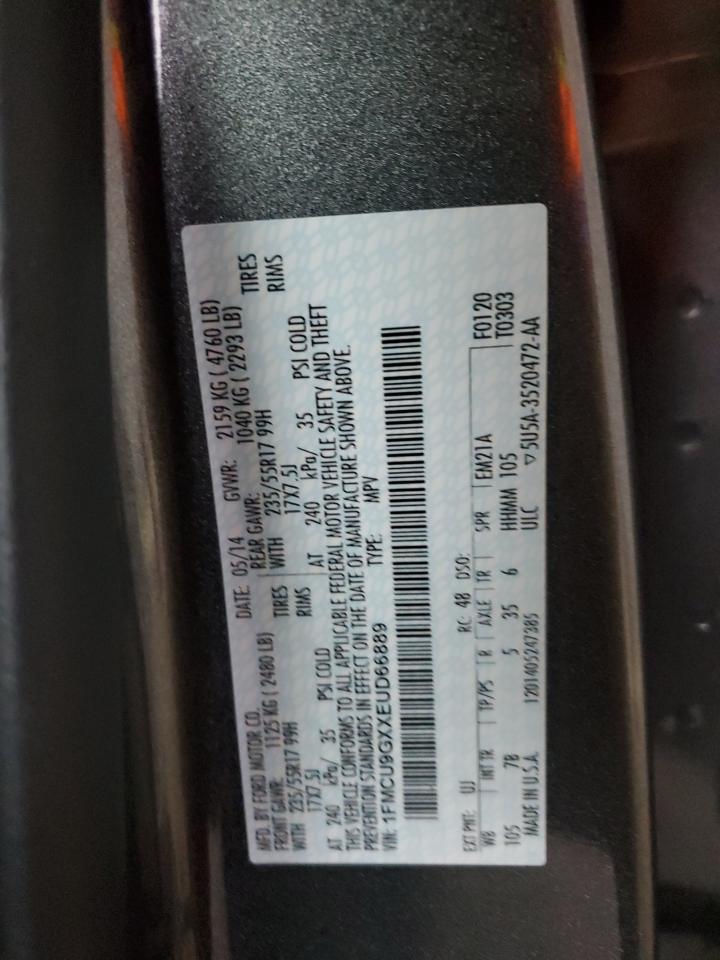 MFD. BY FORD MOTOR CO. DATE: 05/14 GVWR: 2159 KG ( 4760 LB)
FRONT GAWR: 1125 KG ( 2480 LB) REAR GAWR: 1040 KG ( 2293 LB)
WITH 235/55R17 99H TIRES WITH 235/55R17 99H TIRES
17X7.5J RIMS 17X7.5J RIMS
AT 240 kPa/ 35 PSI COLD AT 240 kPa/ 35 PSI COLD
THIS VEHICLE CONFORMS TO ALL APPLICABLE FEDERAL MOTOR VEHICLE SAFETY AND THEFT
PREVENTION STANDARDS IN EFFECT ON THE DATE OF MANUFACTURE SHOWN ABOVE.
VIN: 1FMCU9GXXEUD66889 TYPE: MPV
EXT PNT: UJ RC: 48 DSO: F0120
WB INT TR TP/PS R AXLE TR SPR EM21A T0303
105 7B 5 35 6 HHMM 105
MADE IN U.S.A. 1201405247385 ULC ▽5U5A-3520472-AA